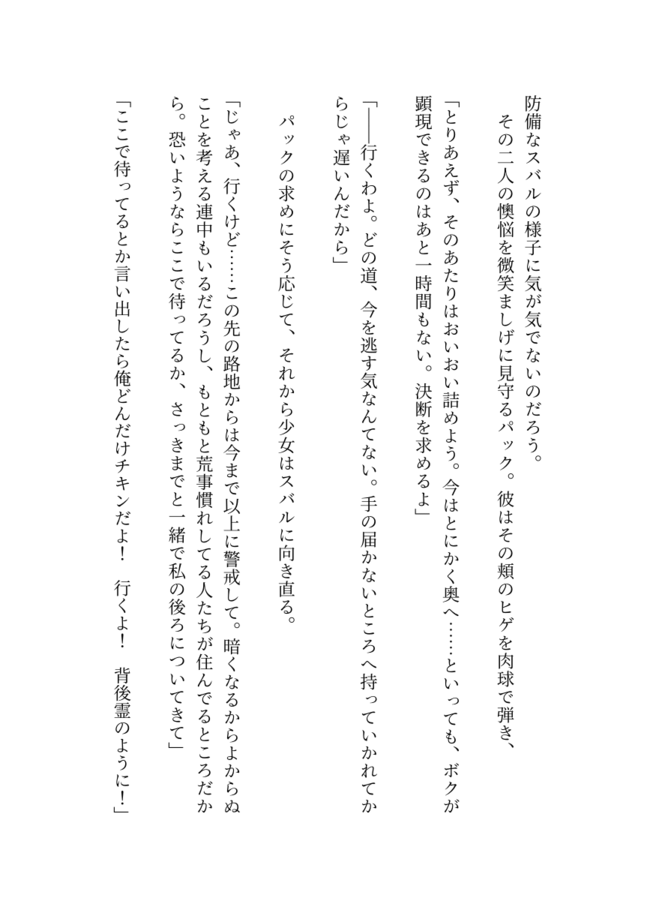 防備なスバルの様子に気が気でないのだろう。
その二人の懊悩を微笑ましげに見守るパック。彼はその頬のヒゲを肉球で弾き、
「とりあえず、そのあたりはおいおい詰めよう。今はとにかく奥へ……といっても、ボクが
顕現できるのはあと一時間もない。決断を求めるよ」
「――行くわよ。どの道、今を逃す気なんてない。手の届かないところへ持っていかれてか
らじゃ遅いんだから」
パックの求めにそう応じて、それから少女はスバルに向き直る。
「じゃあ、行くけど……この先の路地からは今まで以上に警戒して。暗くなるからよからぬ
ことを考える連中もいるだろうし、もともと荒事慣れしてる人たちが住んでるところだか
ら。恐いようならここで待ってるか、さっきまでと一緒で私の後ろについてきて」
「ここで待ってるとか言い出したら俺どんだけチキンだよ！　行くよ！　背後霊のように！」